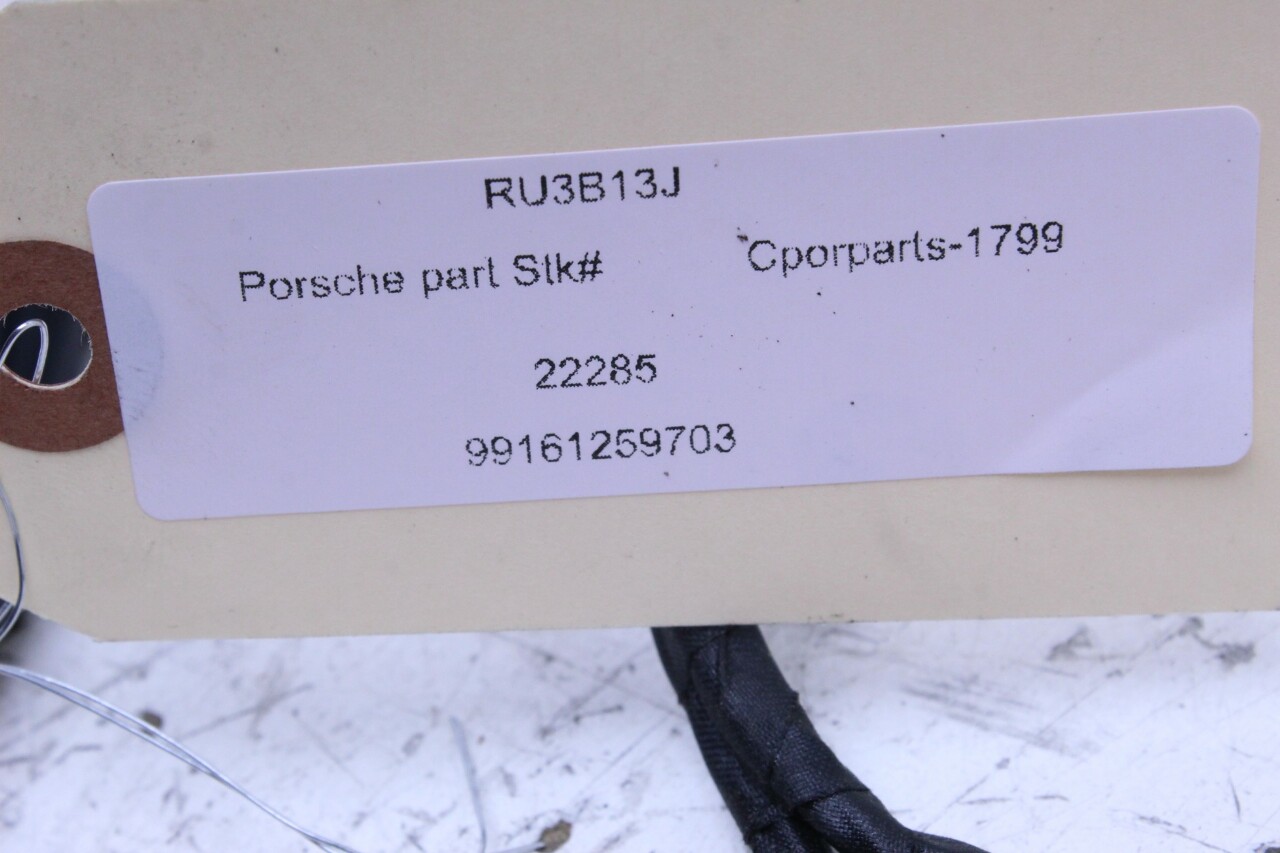 RU3B13J
Porsche part Stk# Cporparts-1799
22285
99161259703